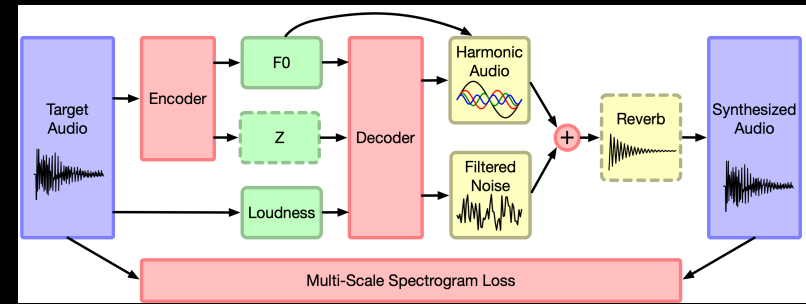 Target
Audio
Encoder
F0
Z
Loudness
Decoder
Harmonic
Audio
Filtered
Noise
+
Reverb
Synthesized
Audio
Multi-Scale Spectrogram Loss